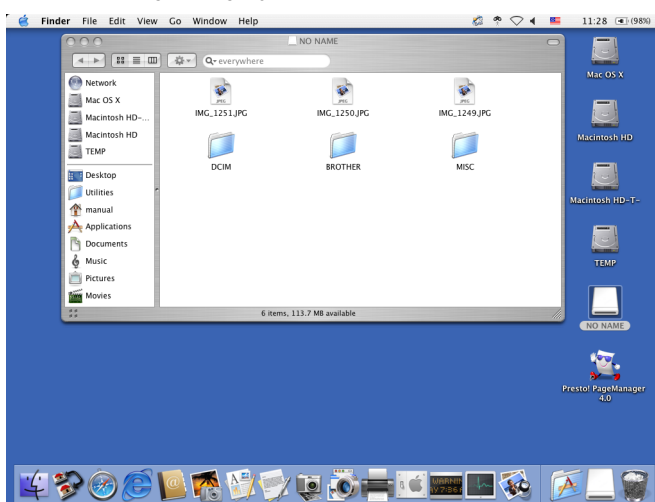 Finder File Edit View Go Window Help 11:28 (98%)
NO NAME
everywhere
Network
Mac OS X
Macintosh HD-...
Macintosh HD
TEMP
Desktop
Utilities
manual
Applications
Documents
Music
Pictures
Movies
JPEG
IMG_1251.JPG
JPEG
IMG_1250.JPG
JPEG
IMG_1249.JPG
DCIM
BROTHER
MISC
6 items, 113.7 MB available
Mac OS X
Macintosh HD
Macintosh HD-T-
TEMP
NO NAME
Presto! PageManager
4.0